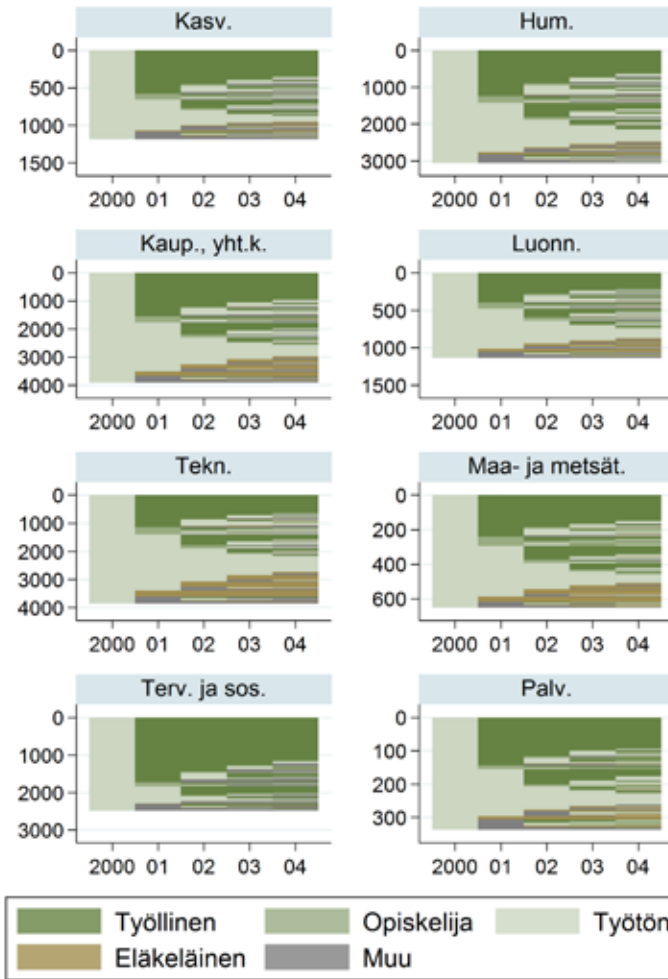 Kasv. Hum.
0 0
500 1000
1000 2000
1500 3000
2000 01 02 03 04 2000 01 02 03 04
Kaup., yht.k. Luonn.
0 0
1000 500
2000 1000
3000 1500
4000
2000 01 02 03 04 2000 01 02 03 04
Tekn. Maa- ja metsät.
0 0
1000 200
2000 400
3000 600
4000
2000 01 02 03 04 2000 01 02 03 04
Terv. ja sos. Palv.
0 0
1000 100
2000 200
3000 300
2000 01 02 03 04 2000 01 02 03 04
Työllinen Opiskelija Työtön
Eläkeläinen Muu